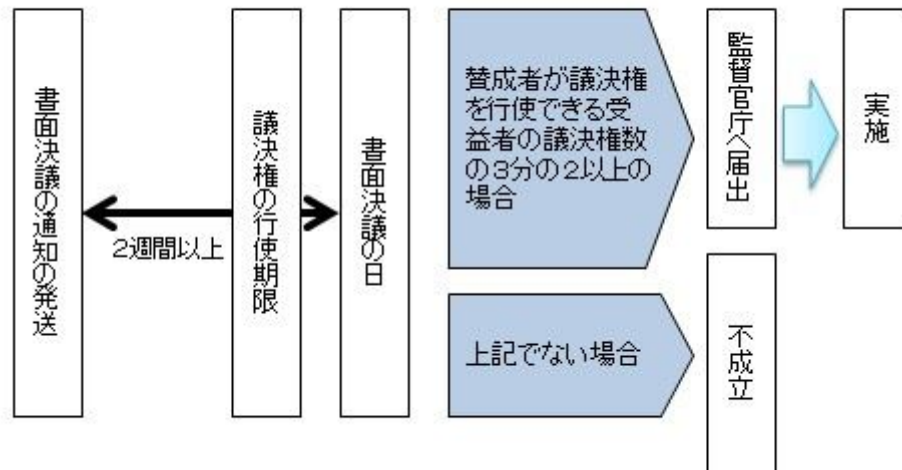 書面決議の通知の発送
2週間以上
議決権の行使期限
書面決議の日
賛成者が議決権
を行使できる受
益者の議決権数
の3分の2以上の
場合
監督官庁へ届出
実施
上記でない場合
不成立